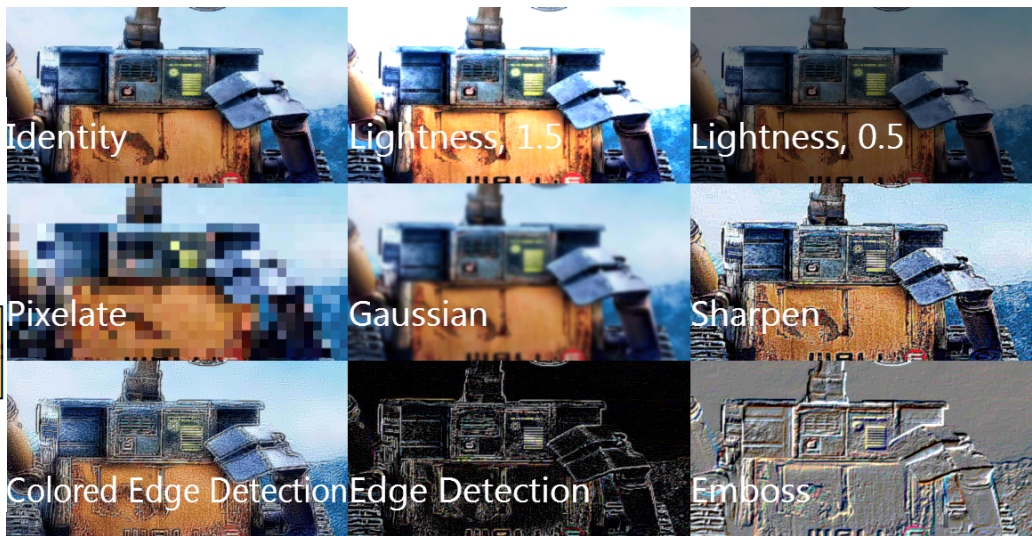 Identity
Lightness, 1.5
Lightness, 0.5
Pixelate
Gaussian
Sharpen
Colored Edge Detection
Edge Detection
Emboss